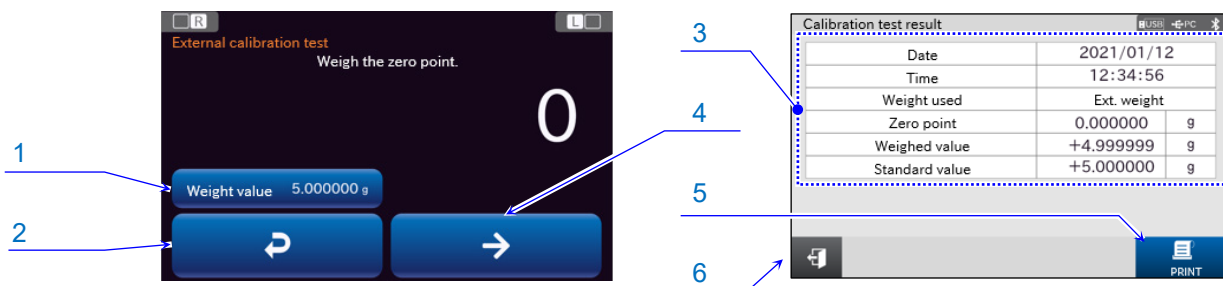 R
L
External calibration test
Weigh the zero point.
0
Weight value 5.000000 g
1
2
3
4
5
6
Calibration test result
USB PC
Date 2021/01/12
Time 12:34:56
Weight used Ext. weight
Zero point 0.000000 g
Weighed value +4.999999 g
Standard value +5.000000 g
PRINT